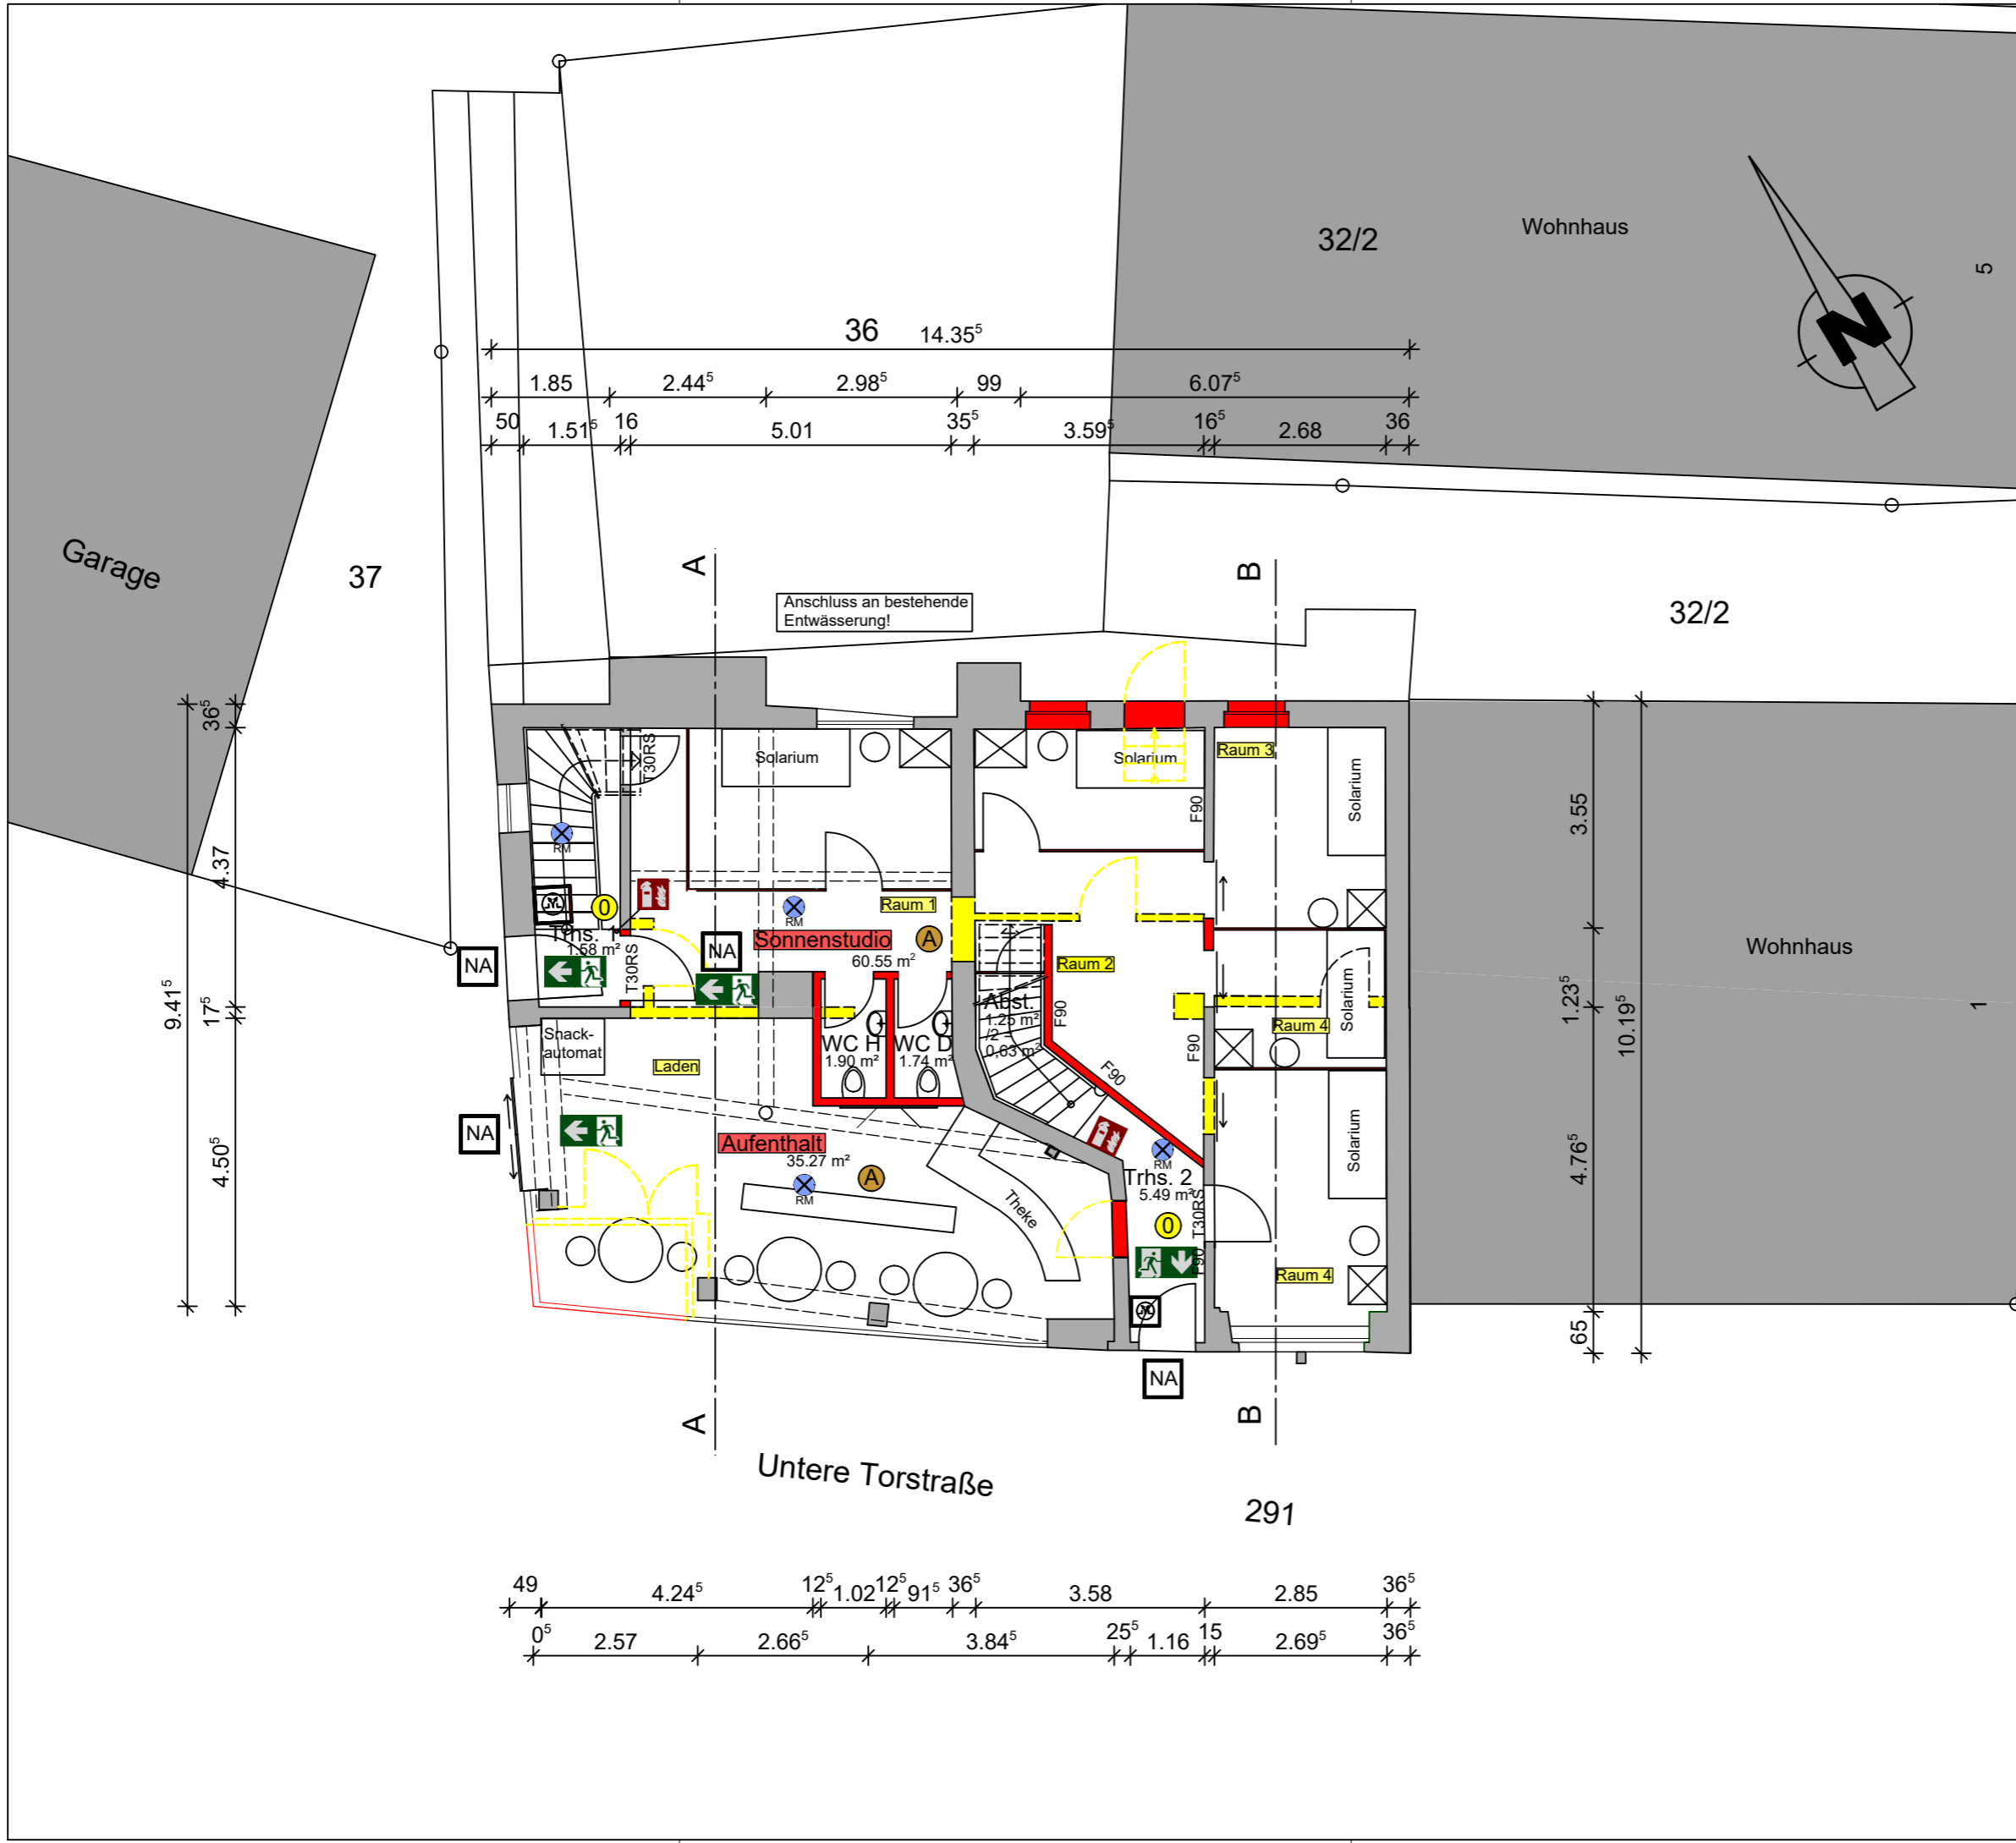 32/2
Wohnhaus
5
N
36
14.35⁵
1.85
2.44⁵
2.98⁵
99
6.07⁵
50
1.51⁵
16
5.01
35⁵
3.59⁵
16⁵
2.68
36
Garage
37
A
B
Anschluss an bestehende
Entwässerung!
32/2
36⁵
4.37
9.41⁵
17⁵
4.50⁵
3.55
1.23⁵
10.19⁵
4.76⁵
65
T30RS
Solarium
Solarium
Raum 3
Solarium
F90
RM
0
Raum 1
RM
Trhs. 1
1.58 m²
NA
NA
Sonnenstudio
A
60.55 m²
T30RS
Raum 2
Wohnhaus
1
Abst.
1.25 m²
/2 =
0,63 m²
F90
F90
F90
Raum 4
Solarium
Snack-
automat
Laden
WC H
1.90 m²
WC D
1.74 m²
NA
Aufenthalt
35.27 m²
RM
A
Theke
RM
Trhs. 2
5.49 m²
0
T30RS
F90
Solarium
Raum 4
NA
A
B
Untere Torstraße
291
49
4.24⁵
12⁵
1.02
12⁵
91⁵
36⁵
3.58
2.85
36⁵
0⁵
2.57
2.66⁵
3.84⁵
25⁵
1.16
15
2.69⁵
36⁵